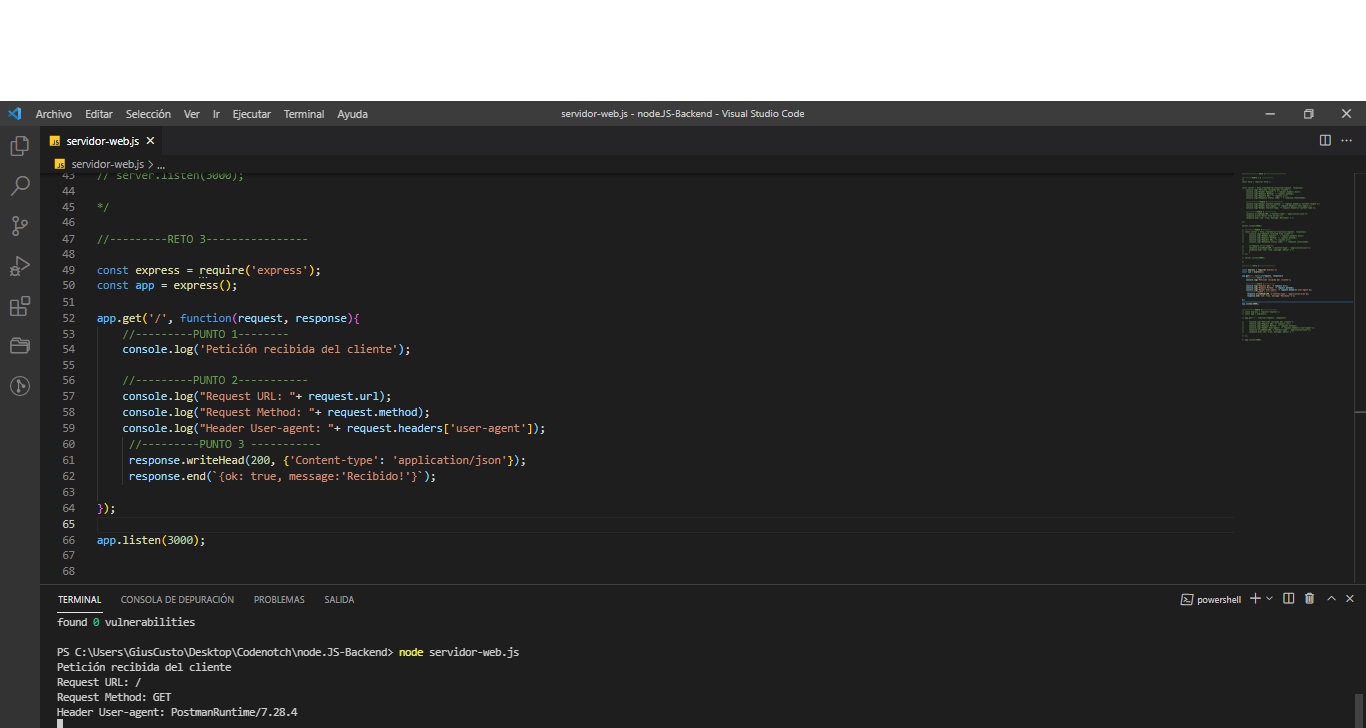 Archivo Editar Selección Ver Ir Ejecutar Terminal Ayuda servidor-web.js - node.JS-Backend - Visual Studio Code
servidor-web.js
servidor-web.js > ...
43 // server.listen(3000);
44
45 */
46
47 //---------RETO 3----------------
48
49 const express = require('express');
50 const app = express();
51
52 app.get('/', function(request, response){
53 //---------PUNTO 1--------
54 console.log('Petición recibida del cliente');
55
56 //---------PUNTO 2-----------
57 console.log("Request URL: "+ request.url);
58 console.log("Request Method: "+ request.method);
59 console.log("Header User-agent: "+ request.headers['user-agent']);
60 //---------PUNTO 3 -----------
61 response.writeHead(200, {'Content-type': 'application/json'});
62 response.end(`{ok: true, message:'Recibido!'}`);
63
64 });
65
66 app.listen(3000);
67
68
TERMINAL CONSOLA DE DEPURACIÓN PROBLEMAS SALIDA powershell
found 0 vulnerabilities
PS C:\Users\GiusCusto\Desktop\Codenotch\node.JS-Backend> node servidor-web.js
Petición recibida del cliente
Request URL: /
Request Method: GET
Header User-agent: PostmanRuntime/7.28.4